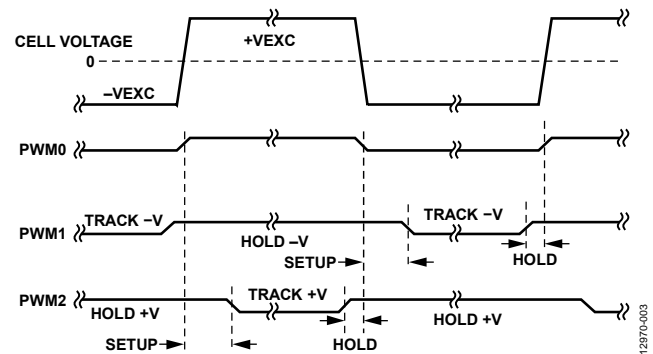 CELL VOLTAGE
+VEXC
0
–VEXC
PWM0
TRACK –V
TRACK –V
PWM1
HOLD –V
SETUP
HOLD
TRACK +V
PWM2
HOLD +V
HOLD +V
SETUP
HOLD
12970-003